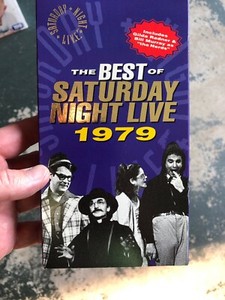 SATURDAY NIGHT LIVE
Includes
Gilda Radner &
Bill Murray as
"the Nerds"
THE BEST OF
SATURDAY
NIGHT LIVE
1979